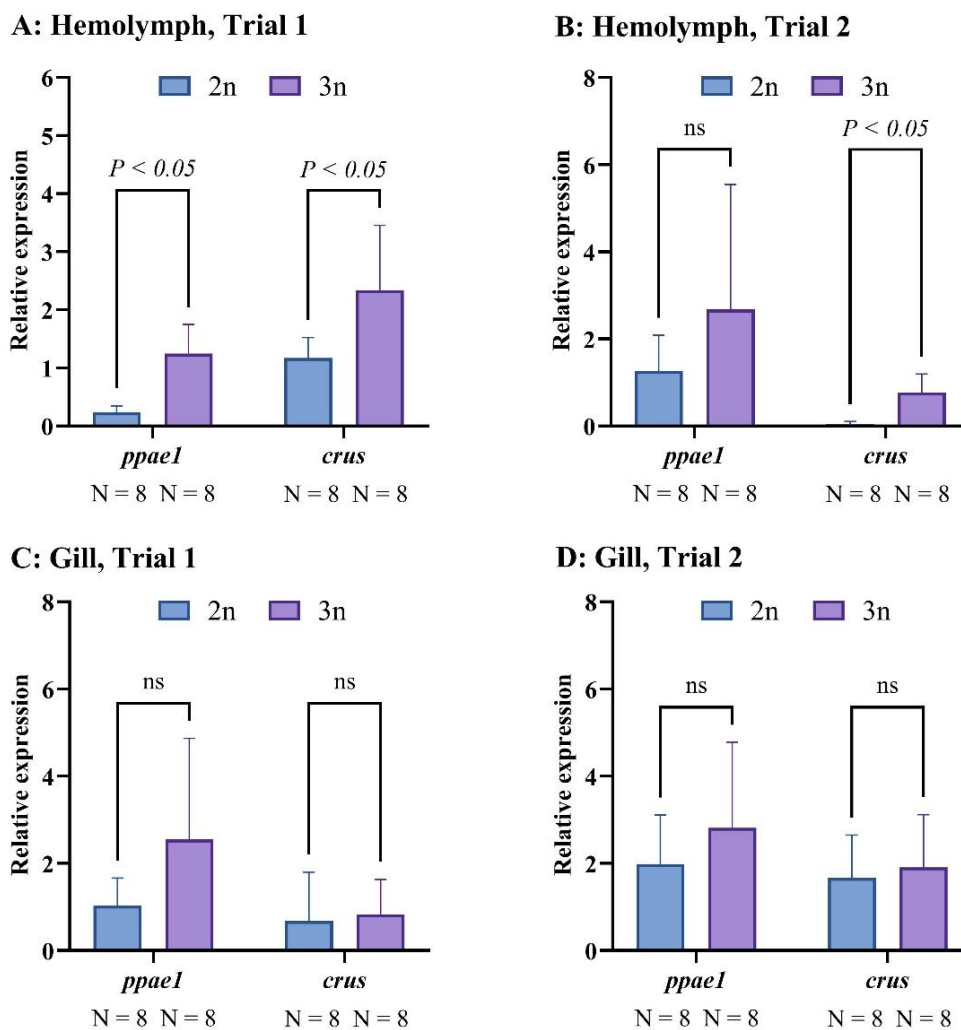 A: Hemolymph, Trial 1
2n 3n
Relative expression
6
5
4
3
2
1
0
P < 0.05 P < 0.05
ppae1 crus
N = 8 N = 8 N = 8 N = 8
B: Hemolymph, Trial 2
2n 3n
Relative expression
8
6
4
2
0
ns P < 0.05
ppae1 crus
N = 8 N = 8 N = 8 N = 8
C: Gill, Trial 1
2n 3n
Relative expression
8
6
4
2
0
ns ns
ppae1 crus
N = 8 N = 8 N = 8 N = 8
D: Gill, Trial 2
2n 3n
Relative expression
8
6
4
2
0
ns ns
ppae1 crus
N = 8 N = 8 N = 8 N = 8